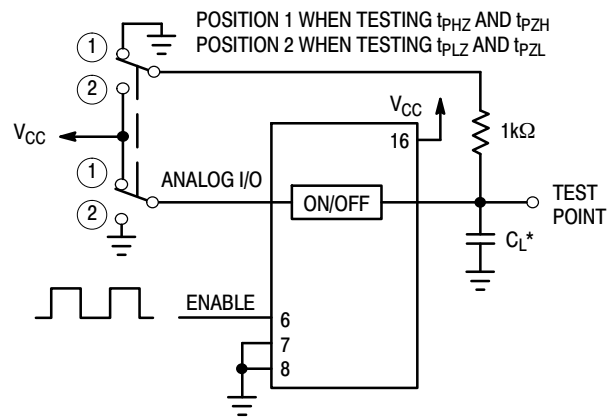 POSITION 1 WHEN TESTING tPHZ AND tPZH
POSITION 2 WHEN TESTING tPLZ AND tPZL
1
2
VCC
VCC
16
1kΩ
1
ANALOG I/O
ON/OFF
TEST
POINT
2
CL*
ENABLE
6
7
8